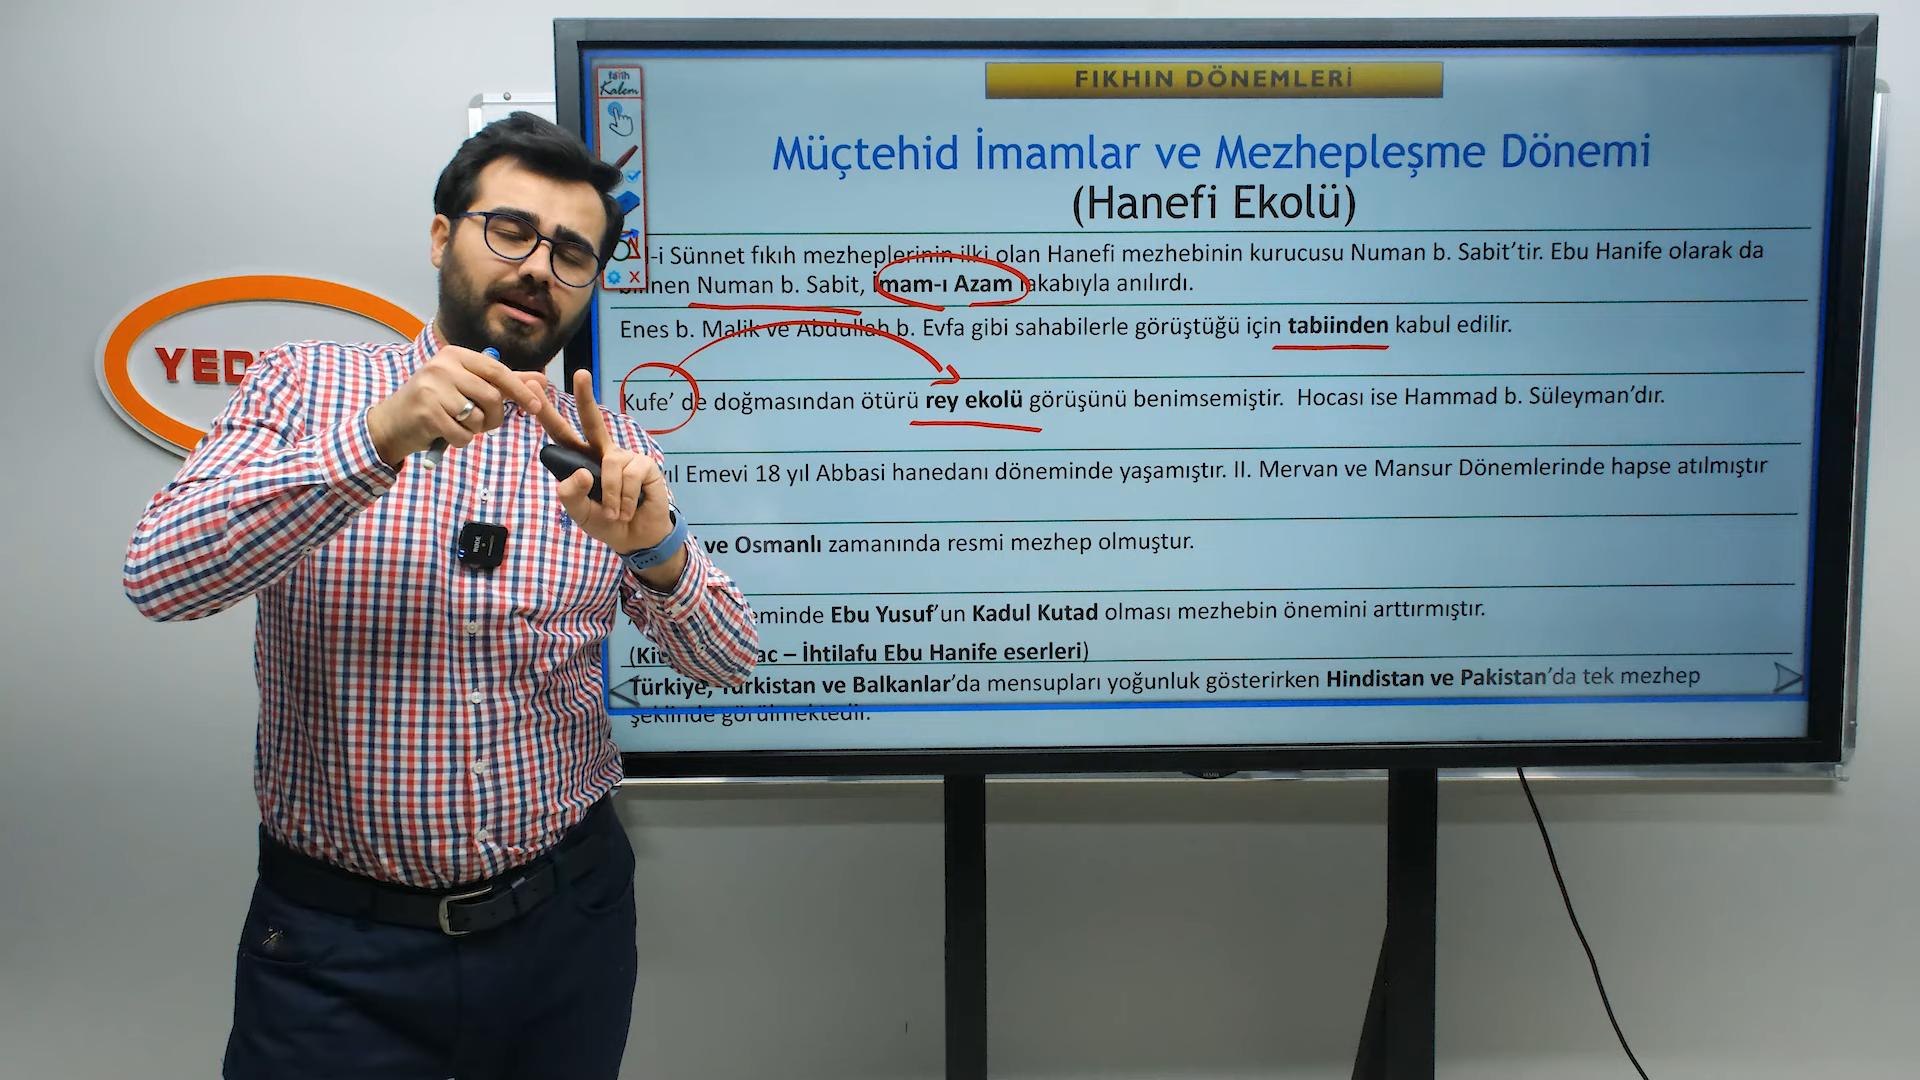 fatih
Kalem
FIKHIN DÖNEMLERİ
Müçtehid İmamlar ve Mezhepleşme Dönemi
(Hanefi Ekolü)
Sünnet fıkıh mezheplerinin ilki olan Hanefi mezhebinin kurucusu Numan b. Sabit’tir. Ebu Hanife olarak da
Numan b. Sabit, İmam-ı Azam lakabıyla anılırdı.
Enes b. Malik ve Abdullah b. Evfa gibi sahabilerle görüştüğü için tabiinden kabul edilir.
Kufe’ de doğmasından ötürü rey ekolü görüşünü benimsemiştir. Hocası ise Hammad b. Süleyman’dır.
Emevi 18 yıl Abbasi hanedanı döneminde yaşamıştır. II. Mervan ve Mansur Dönemlerinde hapse atılmıştır
ve Osmanlı zamanında resmi mezhep olmuştur.
Ebu Yusuf’un Kadul Kutad olması mezhebin önemini arttırmıştır.
– İhtilafu Ebu Hanife eserleri)
Türkiye, Türkistan ve Balkanlar’da mensupları yoğunluk gösterirken Hindistan ve Pakistan’da tek mezhep
şeklinde görülmektedir.
YED